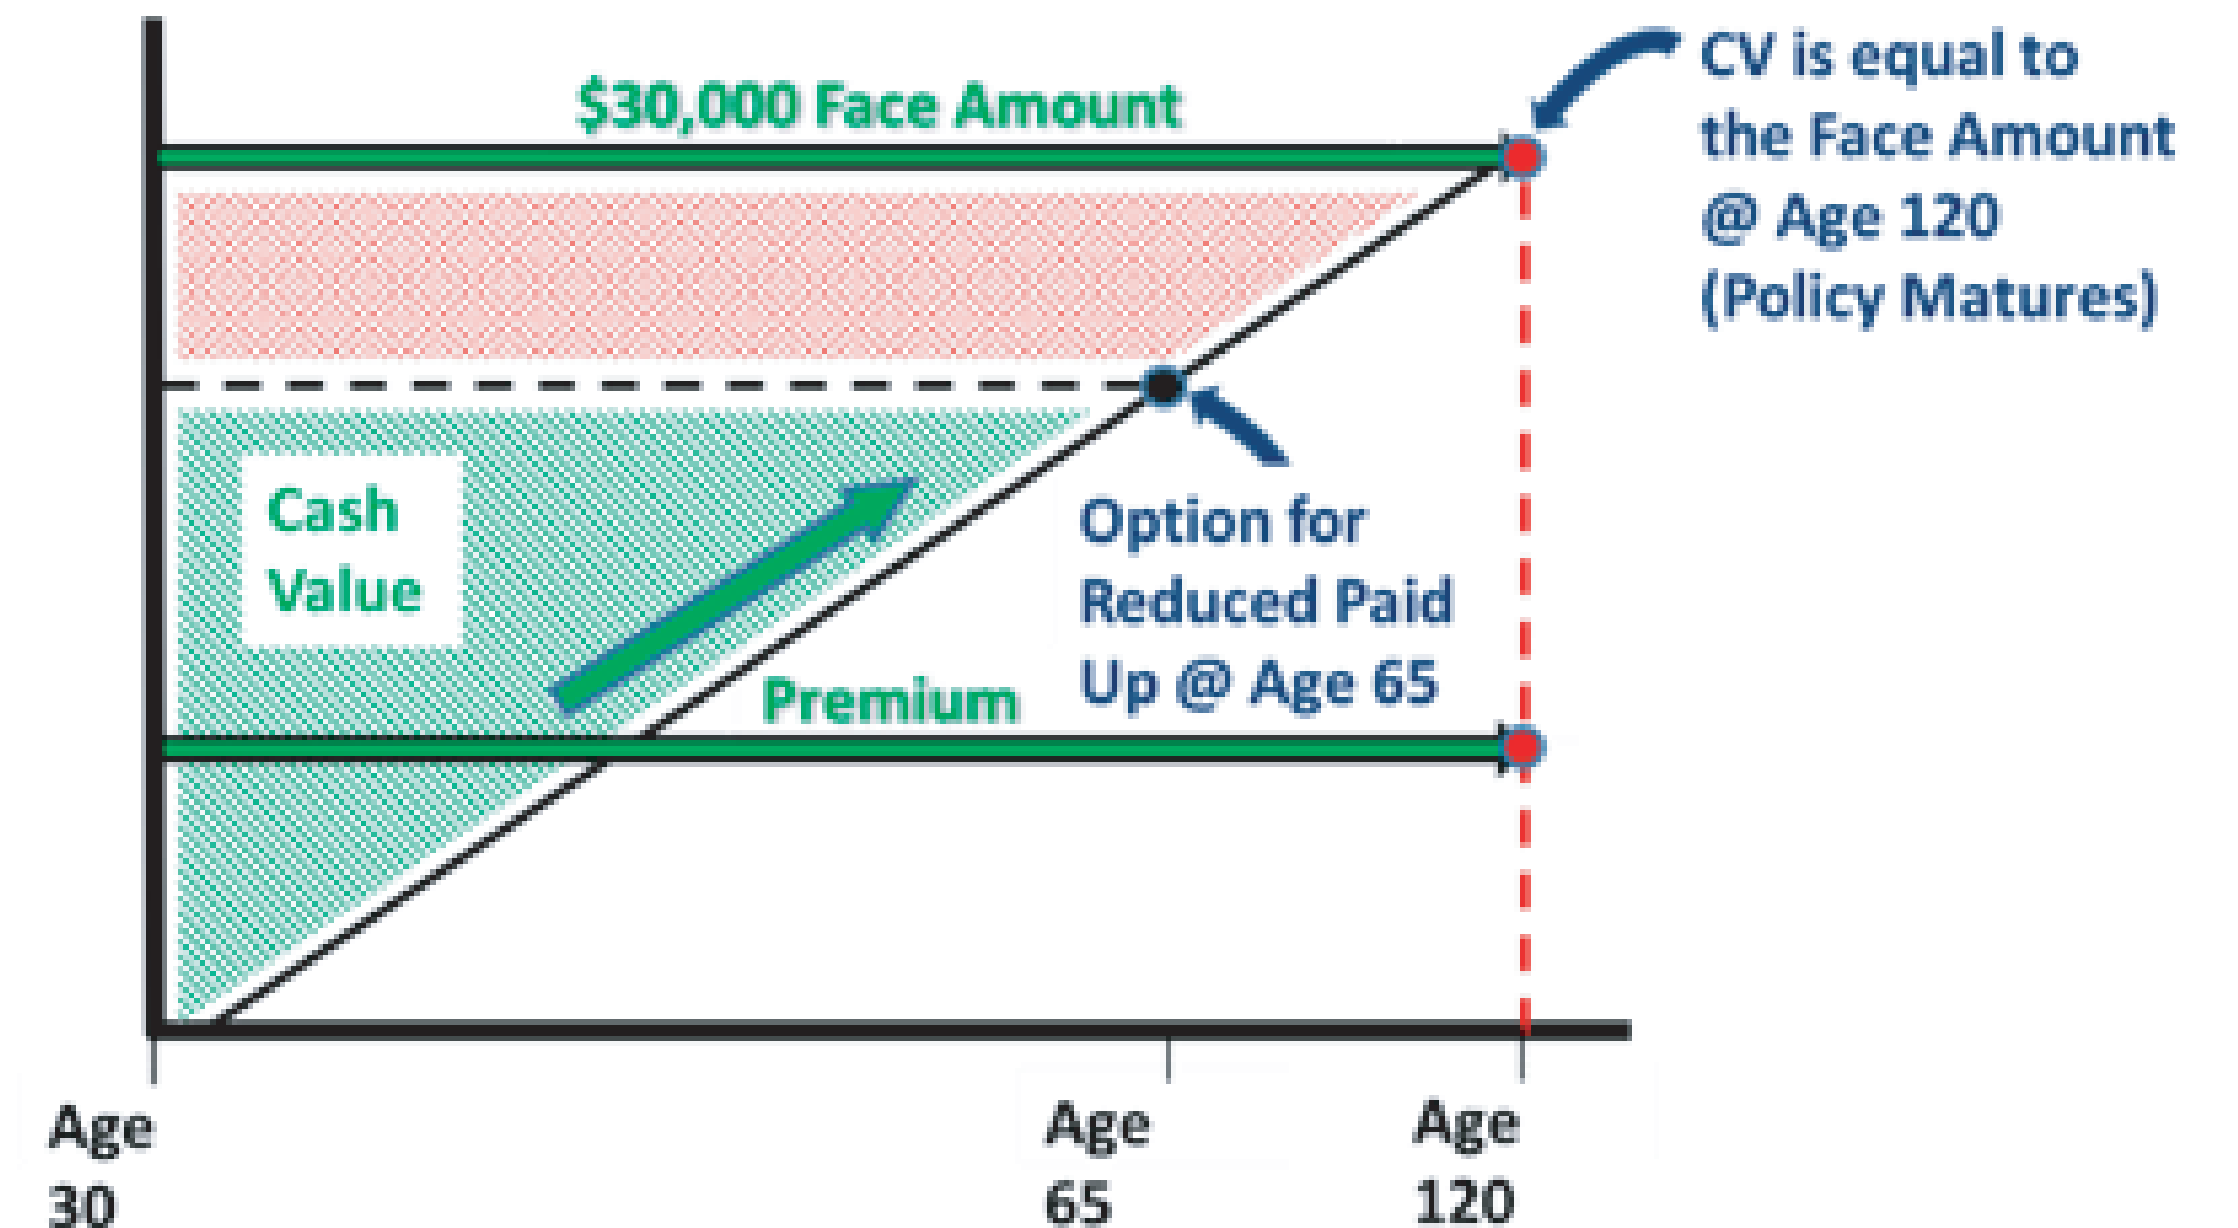 $30,000 Face Amount
CV is equal to
the Face Amount
@ Age 120
(Policy Matures)
Cash
Value
Option for
Reduced Paid
Up @ Age 65
Premium
Age
30
Age
65
Age
120